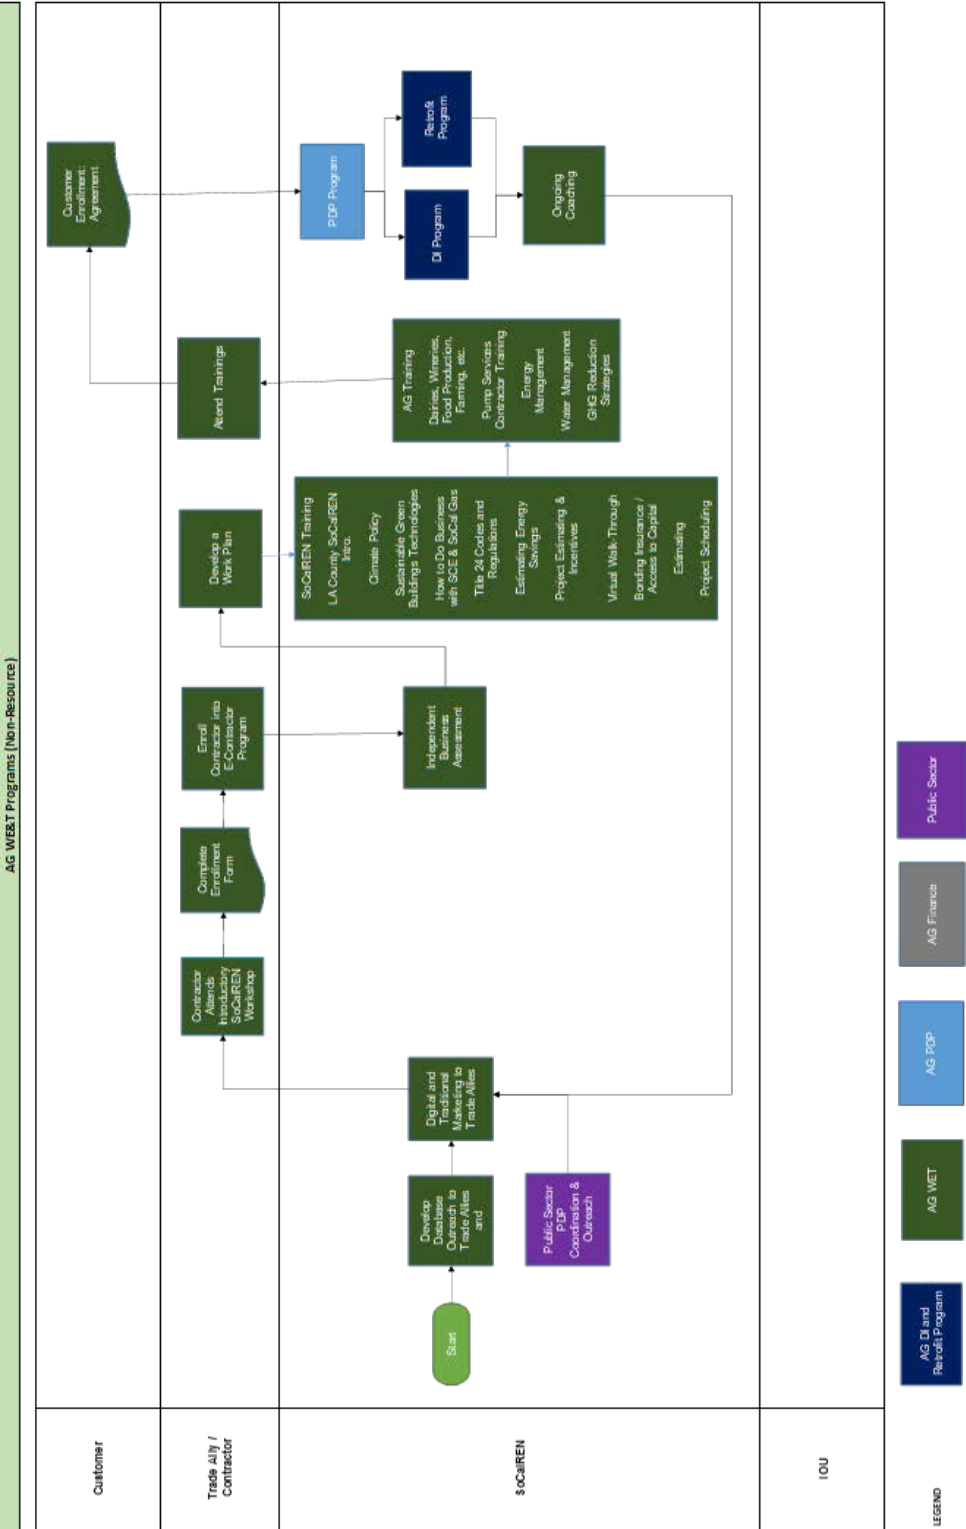 AG WE&T Programs (Non-Resource)
Customer
Customer
Enrollment:
Agreement
Trade Ally /
Contractor
Contractor
Attends
Introductory
SoCalREN
Workshop
Complete
Enrollment
Form
Enroll
Contractor into
E-Contractor
Program
Develop a
Work Plan
Attend Trainings
SoCalREN
Start
Develop
Database
Outreach to
Trade Allies
and
Digital and
Traditional
Marketing to
Trade Allies
Public Sector
PDP
Coordination &
Outreach
Independent
Business
Assessment
SoCalREN Training
LA County SoCalREN
Intro.
Climate Policy
Sustainable Green
Buildings Technologies
How to Do Business
with SCE & SoCal Gas
Title 24 Codes and
Regulations
Estimating Energy
Savings
Project Estimating &
Incentives
Virtual Walk-Through
Bonding Insurance /
Access to Capital
Estimating
Project Scheduling
AG Training
Dairies, Wineries,
Food Production,
Farming, etc.
Pump Services
Contractor Training
Energy
Management
Water Management
GHG Reduction
Strategies
PDP Program
DI Program
Retrofit
Program
Ongoing
Coaching
IOU
LEGEND
AG DI and
Retrofit Program
AG WET
AG PDP
AG Finance
Public Sector